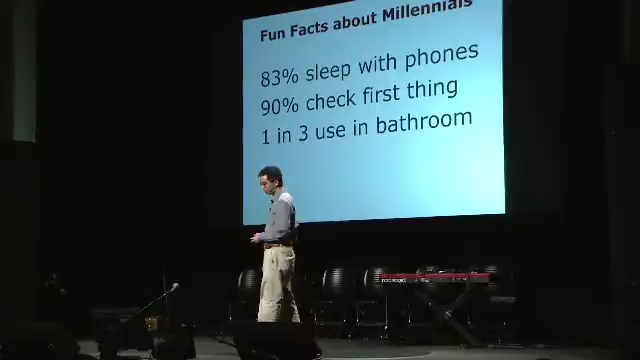 Fun Facts about Millennials
83% sleep with phones
90% check first thing
1 in 3 use in bathroom